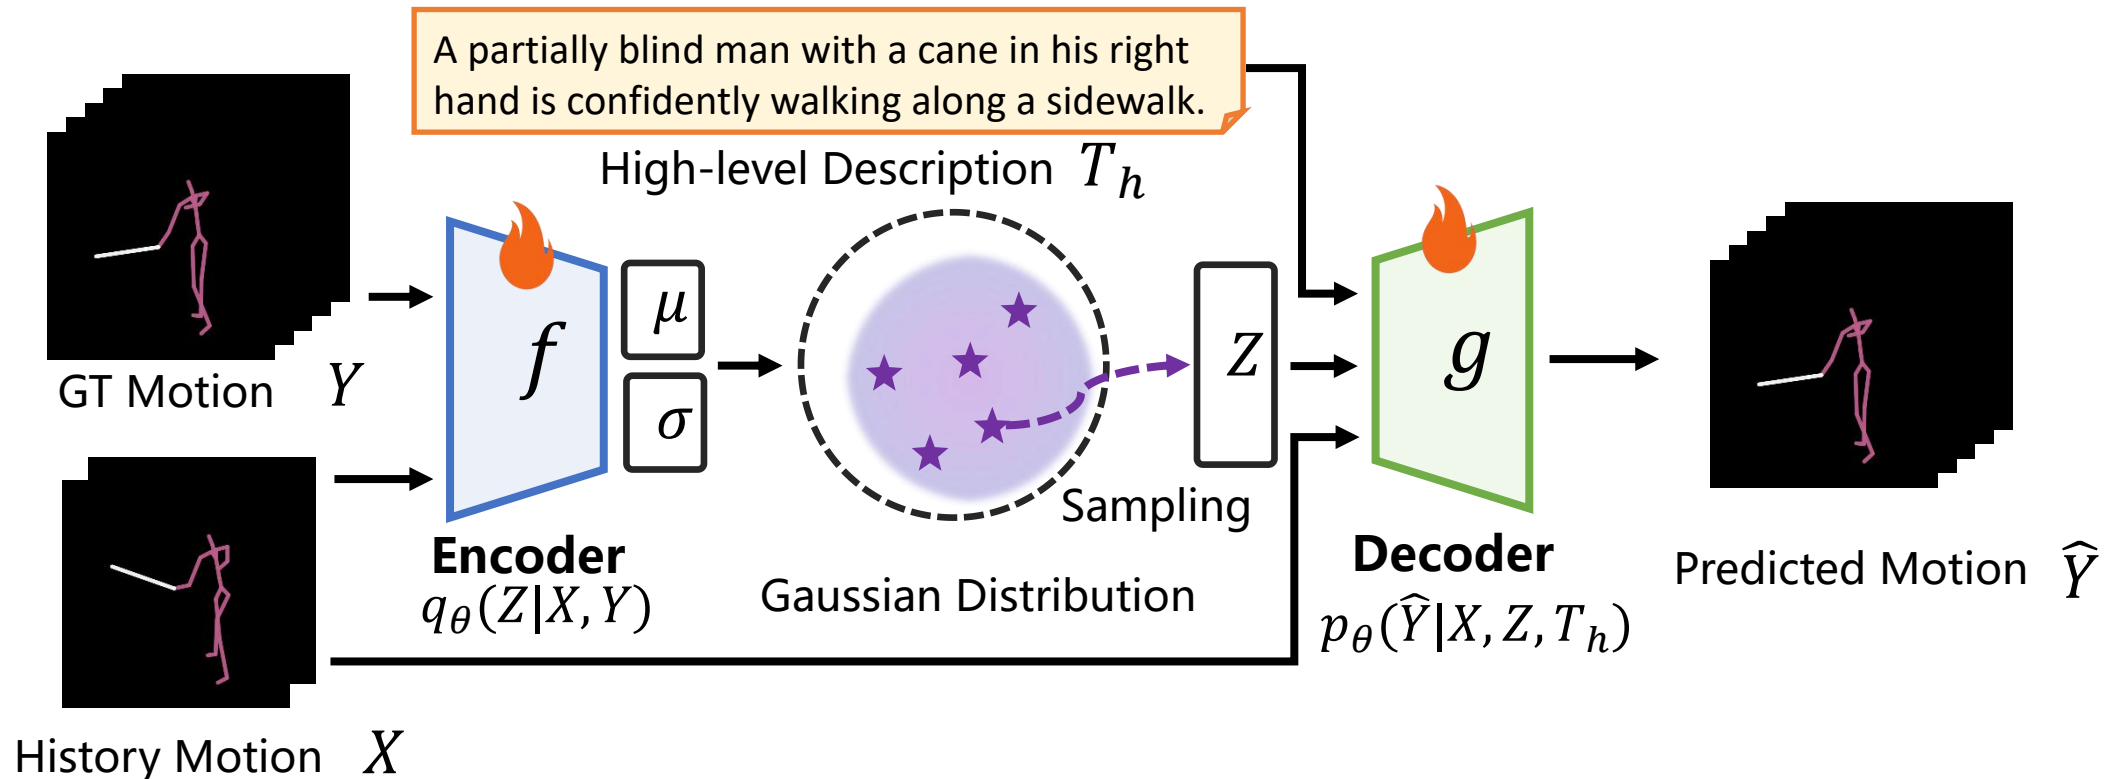 A partially blind man with a cane in his right
hand is confidently walking along a sidewalk.
High-level Description T_h
GT Motion Y
f
μ
σ
Z
g
Sampling
Encoder
q_θ(Z|X, Y)
Gaussian Distribution
Decoder
p_θ(Ŷ|X, Z, T_h)
Predicted Motion Ŷ
History Motion X